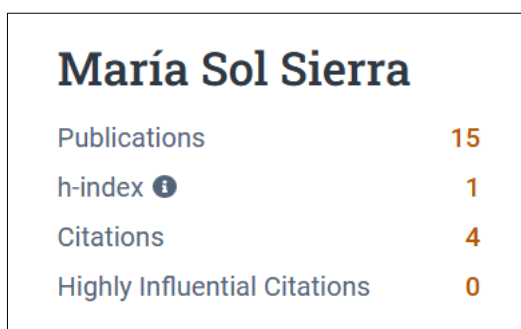 María Sol Sierra
Publications 15
h-index 1
Citations 4
Highly Influential Citations 0